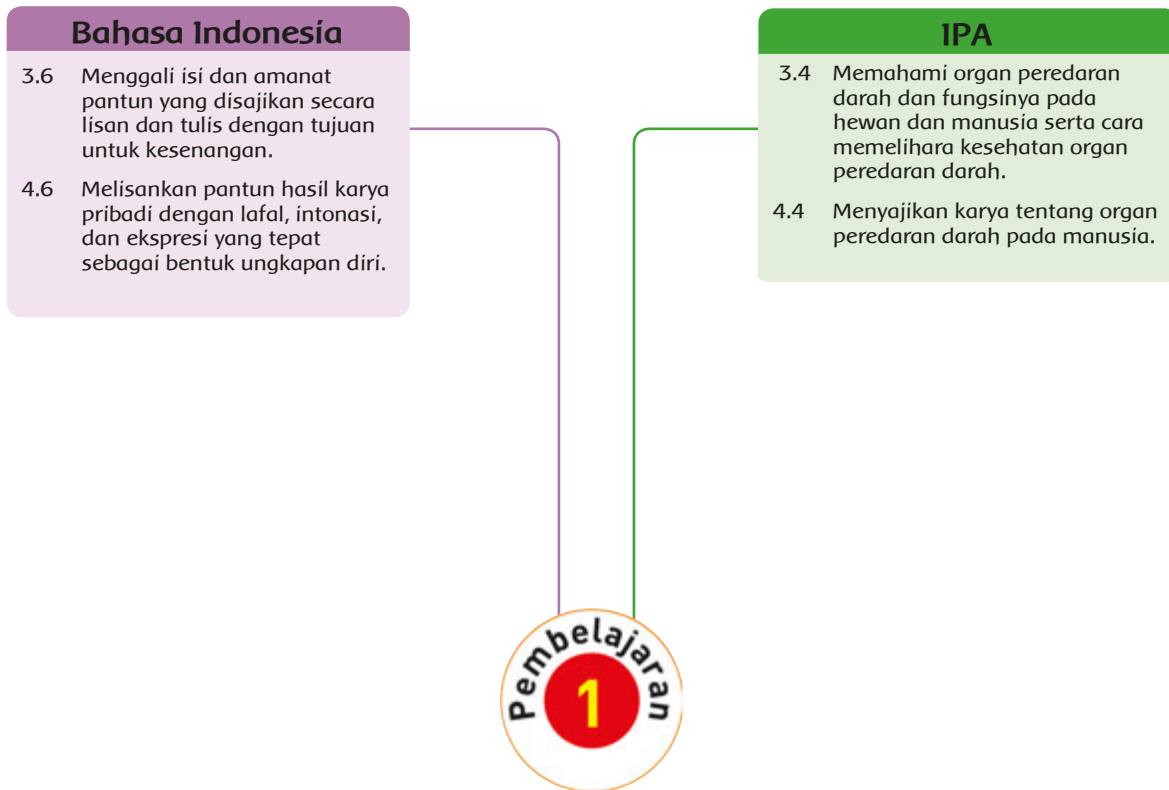 Bahasa Indonesia
3.6 Menggali isi dan amanat
pantun yang disajikan secara
lisan dan tulis dengan tujuan
untuk kesenangan.
4.6 Melisankan pantun hasil karya
pribadi dengan lafal, intonasi,
dan ekspresi yang tepat
sebagai bentuk ungkapan diri.
IPA
3.4 Memahami organ peredaran
darah dan fungsinya pada
hewan dan manusia serta cara
memelihara kesehatan organ
peredaran darah.
4.4 Menyajikan karya tentang organ
peredaran darah pada manusia.
Pembelajaran
1